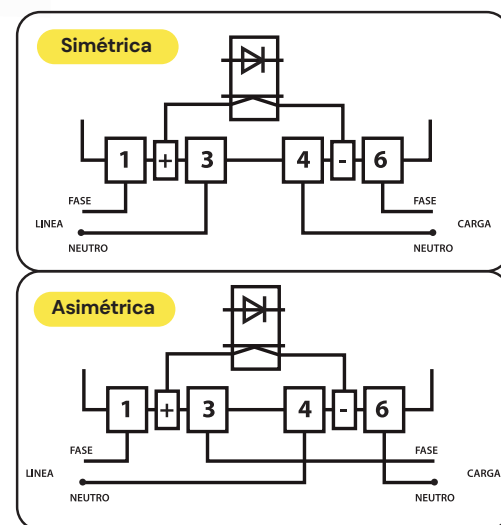 Simétrica
1 + 3 4 - 6
FASE FASE
LINEA CARGA
NEUTRO NEUTRO
Asimétrica
1 + 3 4 - 6
FASE FASE
LINEA CARGA
NEUTRO NEUTRO